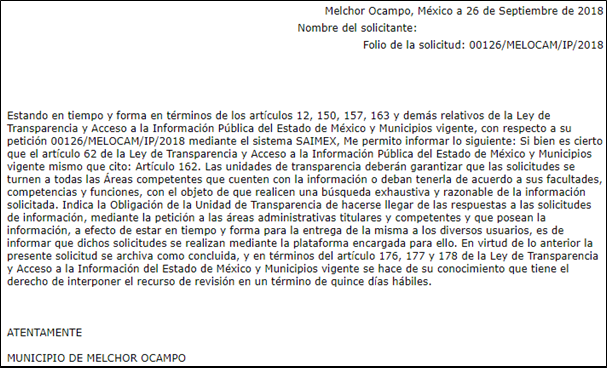 Melchor Ocampo, México a 26 de Septiembre de 2018
Nombre del solicitante:
Folio de la solicitud: 00126/MELOCAM/IP/2018
Estando en tiempo y forma en términos de los artículos 12, 150, 157, 163 y demás relativos de la Ley de
Transparencia y Acceso a la Información Pública del Estado de México y Municipios vigente, con respecto a su
petición 00126/MELOCAM/IP/2018 mediante el sistema SAIMEX, Me permito informar lo siguiente: Si bien es cierto
que el artículo 62 de la Ley de Transparencia y Acceso a la Información Pública del Estado de México y Municipios
vigente mismo que cito: Artículo 162. Las unidades de transparencia deberán garantizar que las solicitudes se
turnen a todas las Áreas competentes que cuenten con la información o deban tenerla de acuerdo a sus facultades,
competencias y funciones, con el objeto de que realicen una búsqueda exhaustiva y razonable de la información
solicitada. Indica la Obligación de la Unidad de Transparencia de hacerse llegar de las respuestas a las solicitudes
de información, mediante la petición a las áreas administrativas titulares y competentes y que posean la
información, a efecto de estar en tiempo y forma para la entrega de la misma a los diversos usuarios, es
de informar que dichos solicitudes se realizan mediante la plataforma encargada para ello. En virtud de lo anterior la
presente solicitud se archiva como concluida, y en términos del artículo 176, 177 y 178 de la Ley de Transparencia
y Acceso a la Información del Estado de México y Municipios vigente se hace de su conocimiento que tiene el
derecho de interponer el recurso de revisión en un término de quince días hábiles.
ATENTAMENTE
MUNICIPIO DE MELCHOR OCAMPO